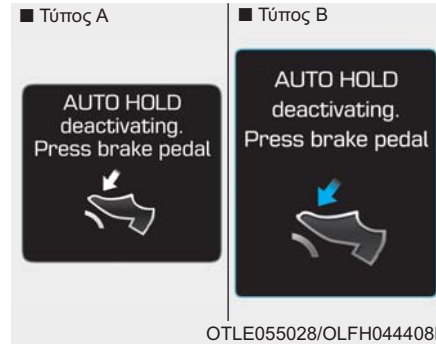 ■ Τύπος Α
AUTO HOLD
deactivating.
Press brake pedal
■ Τύπος Β
AUTO HOLD
deactivating.
Press brake pedal
OTLE055028/OLFH044408